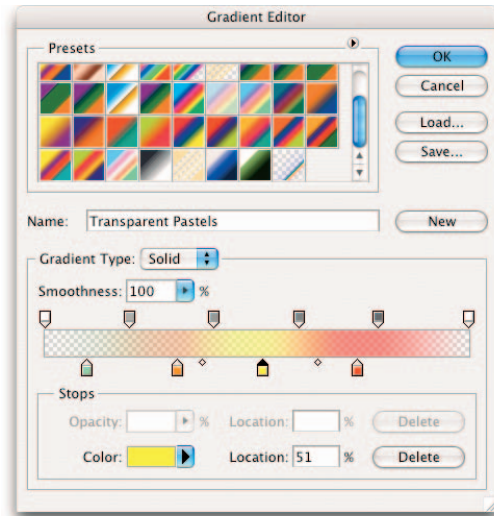 Gradient Editor
Presets
OK
Cancel
Load...
Save...
Name: Transparent Pastels
New
Gradient Type: Solid
Smoothness: 100 %
Stops
Opacity: % Location: % Delete
Color: Location: 51 % Delete